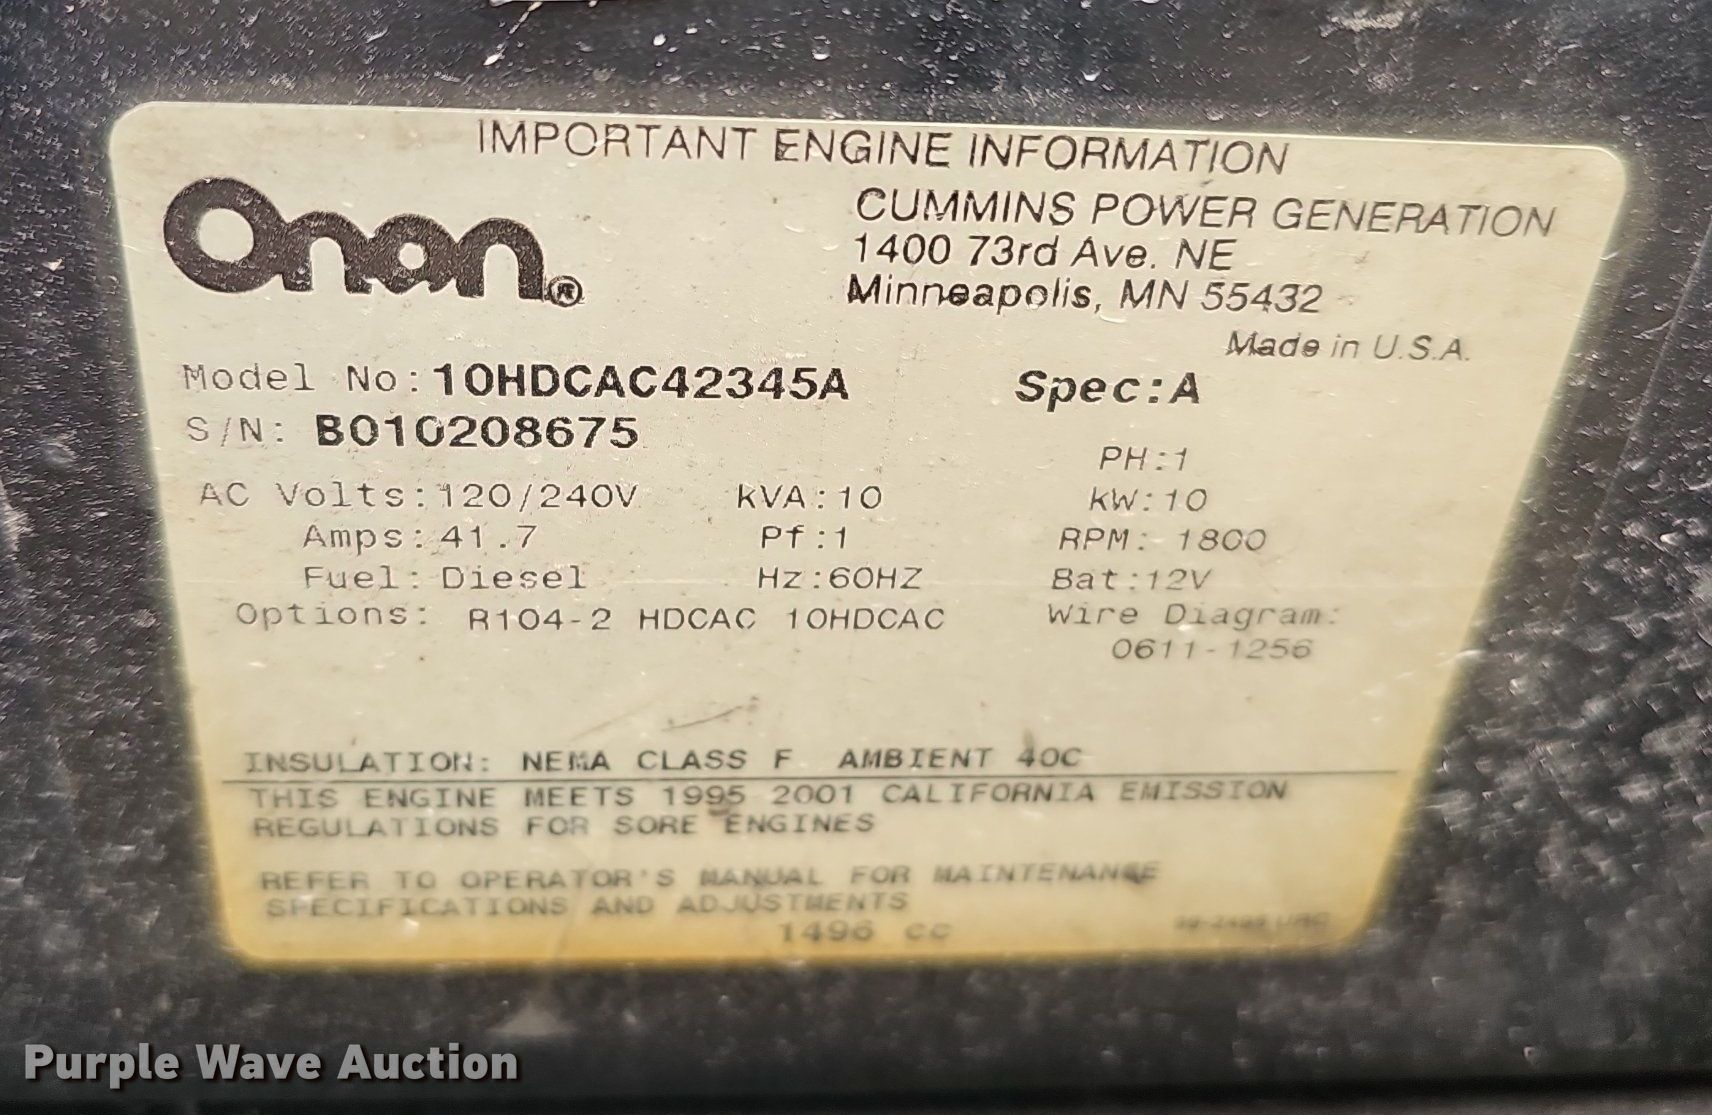 IMPORTANT ENGINE INFORMATION
Onan®
CUMMINS POWER GENERATION
1400 73rd Ave. NE
Minneapolis, MN 55432
Made in U.S.A.
Model No: 10HDCAC42345A Spec:A
S/N: B010208675
PH:1
AC Volts:120/240V kVA:10 kW:10
Amps:41.7 Pf:1 RPM: 1800
Fuel: Diesel Hz:60HZ Bat:12V
Options: R104-2 HDCAC 10HDCAC Wire Diagram:
0611-1256
INSULATION: NEMA CLASS F AMBIENT 40C
THIS ENGINE MEETS 1995 2001 CALIFORNIA EMISSION
REGULATIONS FOR SORE ENGINES
REFER TO OPERATOR'S MANUAL FOR MAINTENANCE
SPECIFICATIONS AND ADJUSTMENTS
1496 cc
Purple Wave Auction